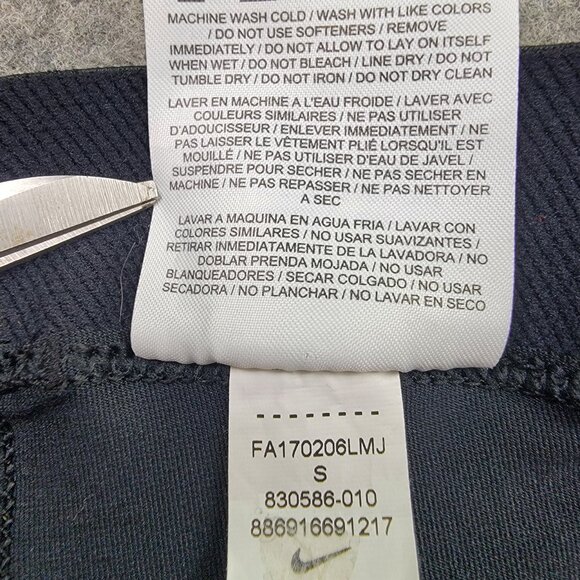 MACHINE WASH COLD / WASH WITH LIKE COLORS
/ DO NOT USE SOFTENERS / REMOVE
IMMEDIATELY / DO NOT ALLOW TO LAY ON ITSELF
WHEN WET / DO NOT BLEACH / LINE DRY / DO NOT
TUMBLE DRY / DO NOT IRON / DO NOT DRY CLEAN
LAVER EN MACHINE A L'EAU FROIDE / LAVER AVEC
COULEURS SIMILAIRES / NE PAS UTILISER
D'ADOUCISSEUR / ENLEVER IMMEDIATEMENT / NE
PAS LAISSER LE VÊTEMENT PLIÉ LORSQU'IL EST
MOUILLÉ / NE PAS UTILISER D'EAU DE JAVEL /
SUSPENDRE POUR SECHER / NE PAS SECHER EN
MACHINE / NE PAS REPASSER / NE PAS NETTOYER
A SEC
LAVAR A MAQUINA EN AGUA FRIA / LAVAR CON
COLORES SIMILARES / NO USAR SUAVIZANTES /
RETIRAR INMEDIATAMENTE DE LA LAVADORA / NO
DOBLAR PRENDA MOJADA / NO USAR
BLANQUEADORES / SECAR COLGADO / NO USAR
SECADORA / NO PLANCHAR / NO LAVAR EN SECO
--------
FA170206LMJ
S
830586-010
886916691217